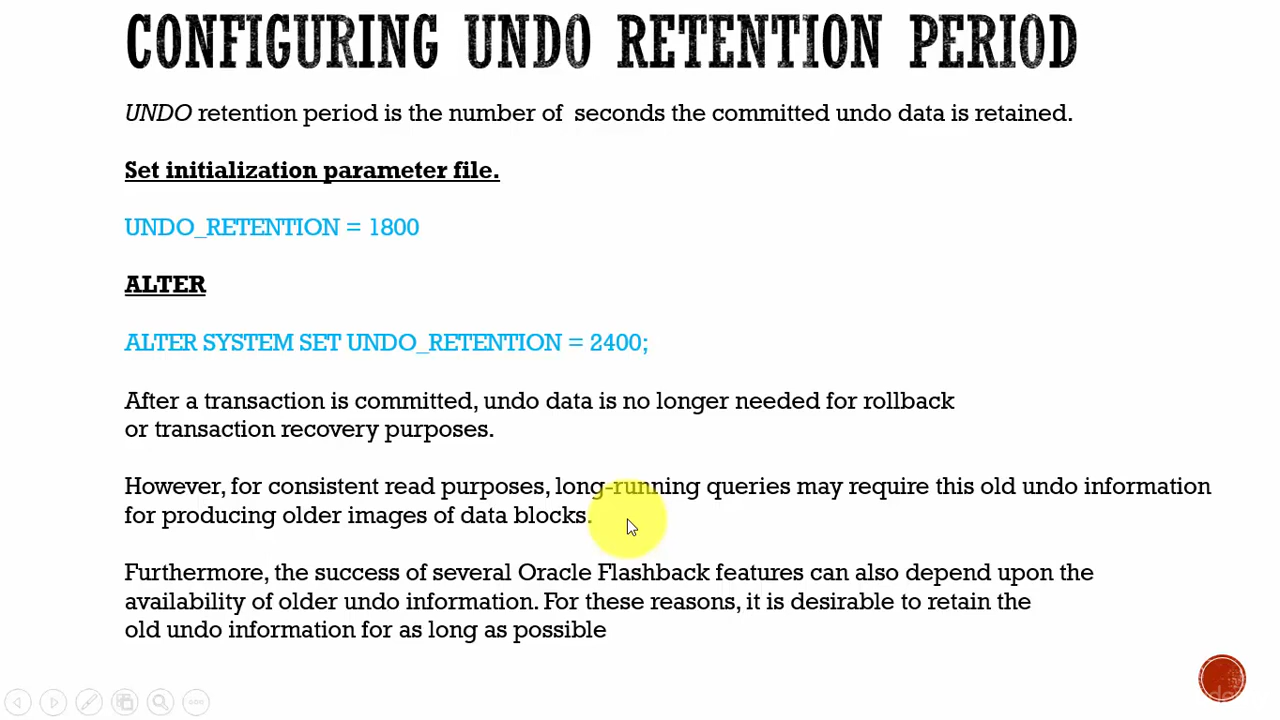 CONFIGURING UNDO RETENTION PERIOD
UNDO retention period is the number of seconds the committed undo data is retained.
Set initialization parameter file.
UNDO_RETENTION = 1800
ALTER
ALTER SYSTEM SET UNDO_RETENTION = 2400;
After a transaction is committed, undo data is no longer needed for rollback
or transaction recovery purposes.
However, for consistent read purposes, long-running queries may require this old undo information
for producing older images of data blocks.
Furthermore, the success of several Oracle Flashback features can also depend upon the
availability of older undo information. For these reasons, it is desirable to retain the
old undo information for as long as possible